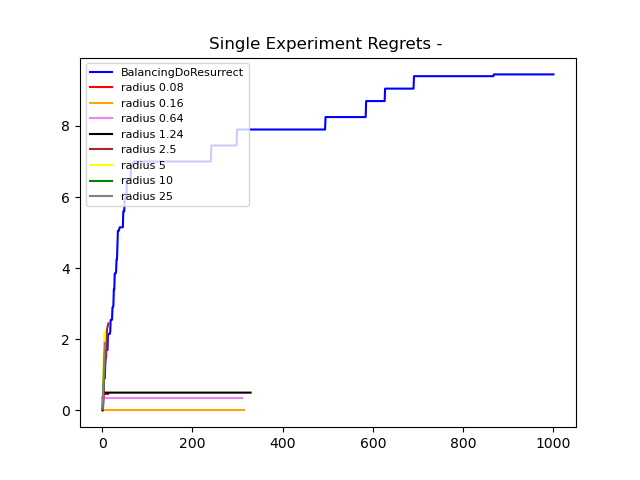 Single Experiment Regrets -
BalancingDoResurrect
radius 0.08
radius 0.16
radius 0.64
radius 1.24
radius 2.5
radius 5
radius 10
radius 25
8
6
4
2
0
0 200 400 600 800 1000